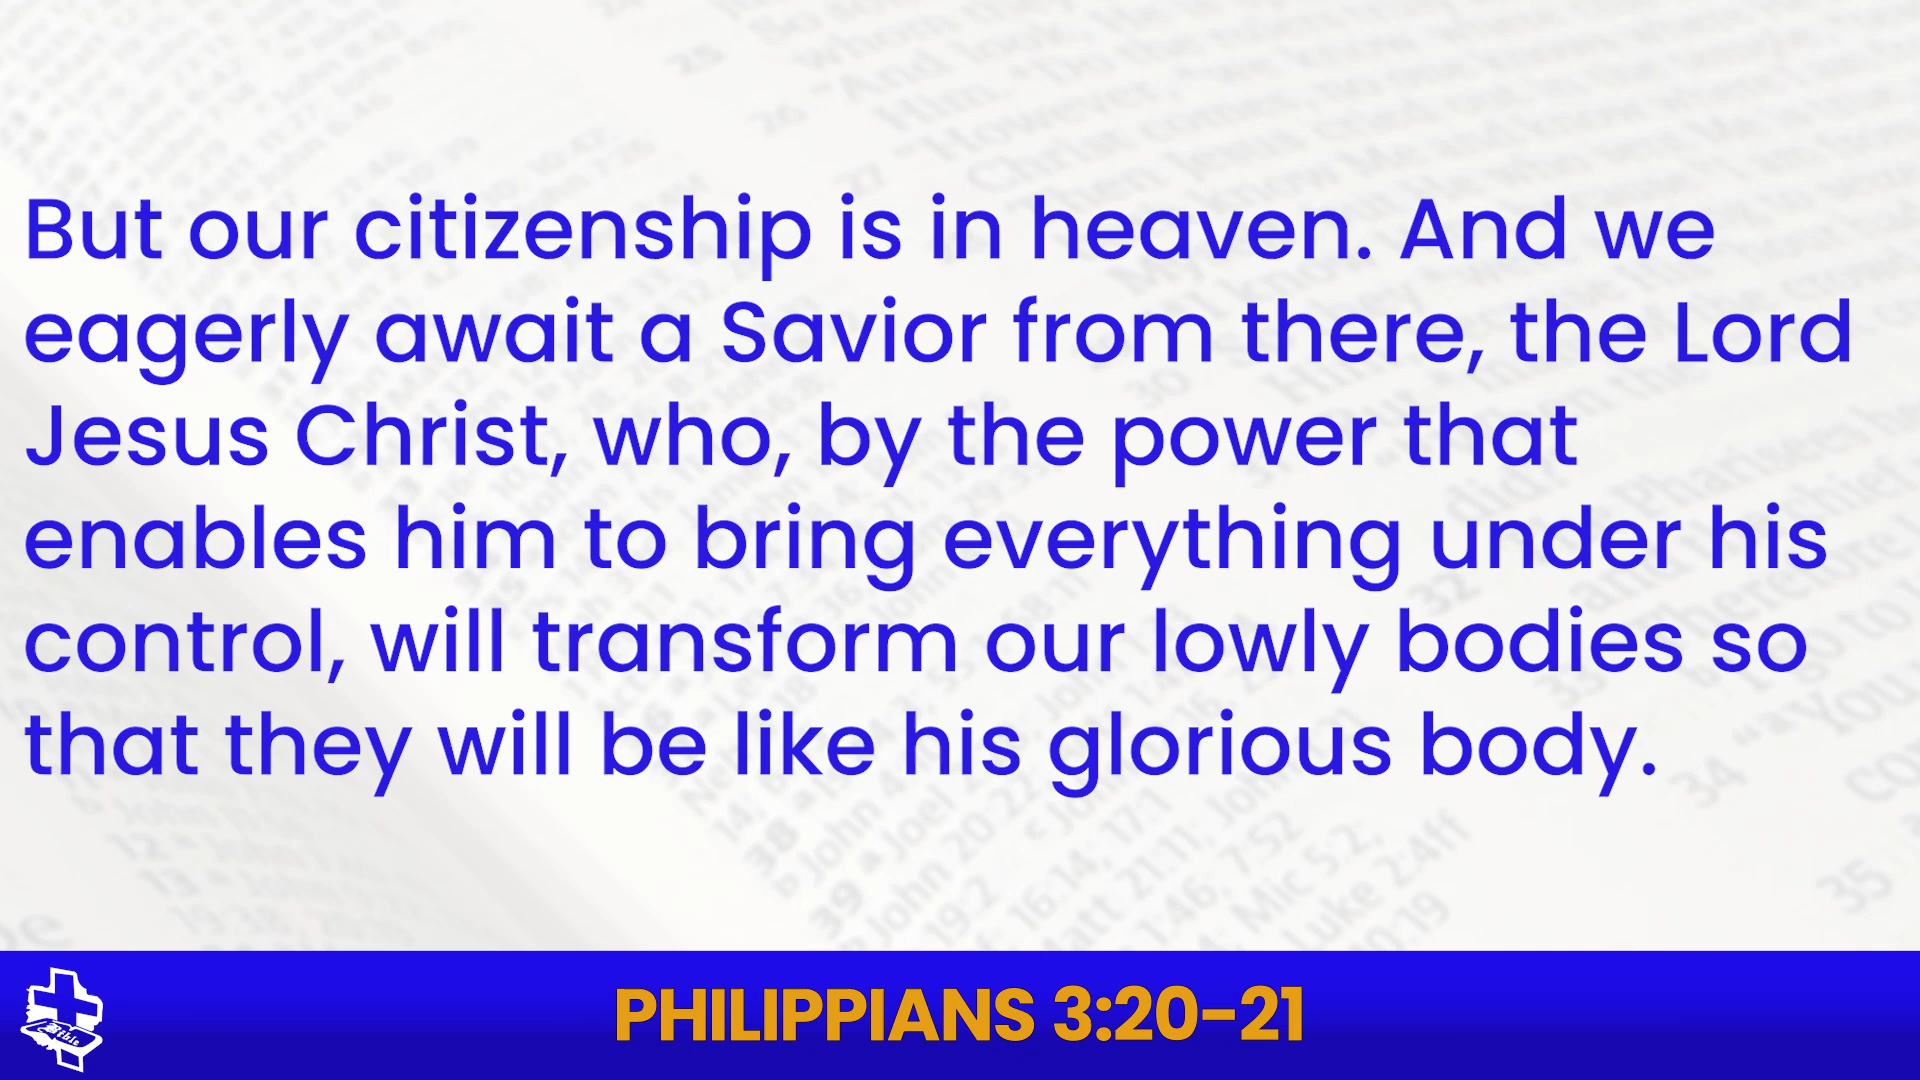 But our citizenship is in heaven. And we
eagerly await a Savior from there, the Lord
Jesus Christ, who, by the power that
enables him to bring everything under his
control, will transform our lowly bodies so
that they will be like his glorious body.
Bible
PHILIPPIANS 3:20-21